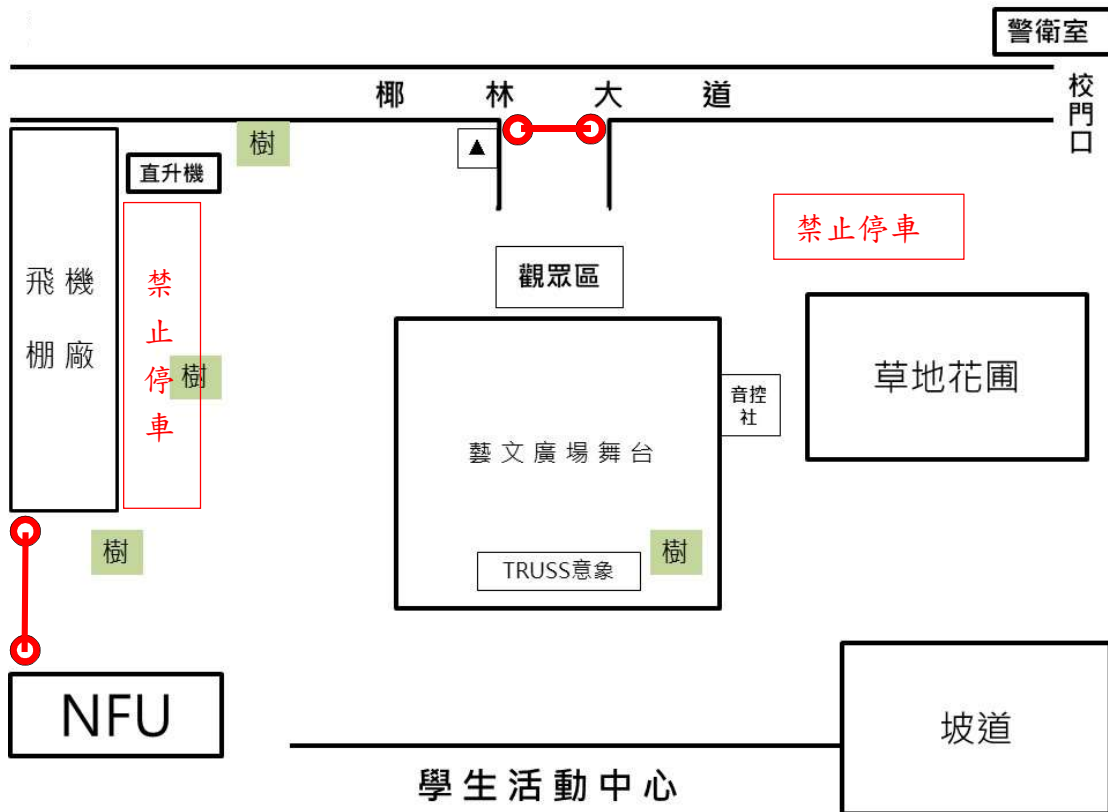 警衛室
椰林大道
校門口
樹
▲
直升機
禁止停車
觀眾區
飛機
棚廠
禁止停車
樹
草地花圃
音控
社
藝文廣場舞台
樹
TRUSS意象
樹
NFU
坡道
學生活動中心